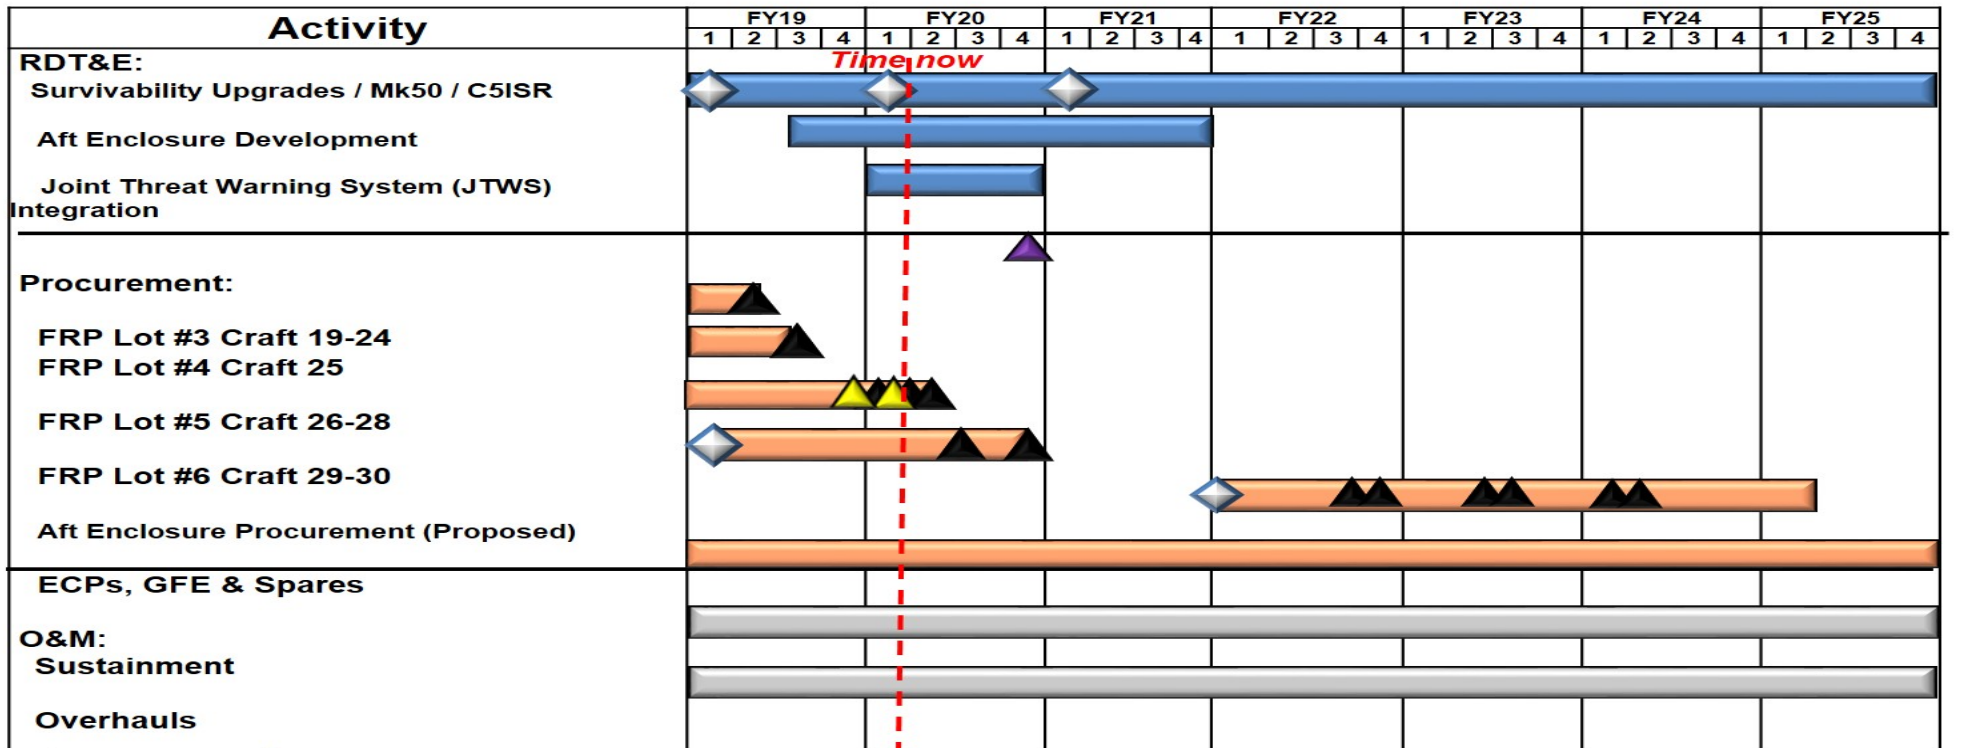 Activity
FY19 FY20 FY21 FY22 FY23 FY24 FY25
1 2 3 4 1 2 3 4 1 2 3 4 1 2 3 4 1 2 3 4 1 2 3 4 1 2 3 4
Time now
RDT&E:
Survivability Upgrades / Mk50 / C5ISR
Aft Enclosure Development
Joint Threat Warning System (JTWS)
Integration
Procurement:
FRP Lot #3 Craft 19-24
FRP Lot #4 Craft 25
FRP Lot #5 Craft 26-28
FRP Lot #6 Craft 29-30
Aft Enclosure Procurement (Proposed)
ECPs, GFE & Spares
O&M:
Sustainment
Overhauls